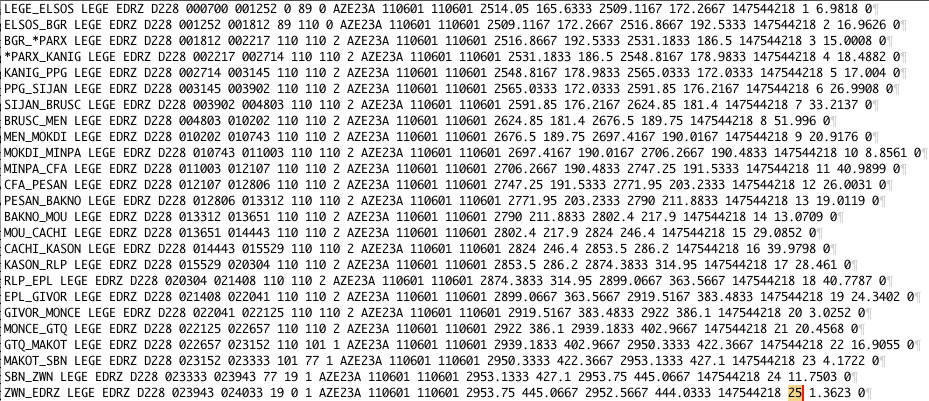 LEGE_ELSOS LEGE EDRZ D228 000700 001252 0 89 0 AZE23A 110601 110601 2514.05 165.6333 2509.1167 172.2667 147544218 1 6.9818 0¶
ELSOS_BGR LEGE EDRZ D228 001252 001812 89 110 0 AZE23A 110601 110601 2509.1167 172.2667 2516.8667 192.5333 147544218 2 16.9626 0¶
BGR_*PARX LEGE EDRZ D228 001812 002217 110 110 2 AZE23A 110601 110601 2516.8667 192.5333 2531.1833 186.5 147544218 3 15.0008 0¶
*PARX_KANIG LEGE EDRZ D228 002217 002714 110 110 2 AZE23A 110601 110601 2531.1833 186.5 2548.8167 178.9833 147544218 4 18.4882 0¶
KANIG_PPG LEGE EDRZ D228 002714 003145 110 110 2 AZE23A 110601 110601 2548.8167 178.9833 2565.0333 172.0333 147544218 5 17.004 0¶
PPG_SIJAN LEGE EDRZ D228 003145 003902 110 110 2 AZE23A 110601 110601 2565.0333 172.0333 2591.85 176.2167 147544218 6 26.9908 0¶
SIJAN_BRUSC LEGE EDRZ D228 003902 004803 110 110 2 AZE23A 110601 110601 2591.85 176.2167 2624.85 181.4 147544218 7 33.2137 0¶
BRUSC_MEN LEGE EDRZ D228 004803 010202 110 110 2 AZE23A 110601 110601 2624.85 181.4 2676.5 189.75 147544218 8 51.996 0¶
MEN_MOKDI LEGE EDRZ D228 010202 010743 110 110 2 AZE23A 110601 110601 2676.5 189.75 2697.4167 190.0167 147544218 9 20.9176 0¶
MOKDI_MINPA LEGE EDRZ D228 010743 011003 110 110 2 AZE23A 110601 110601 2697.4167 190.0167 2706.2667 190.4833 147544218 10 8.8561 0¶
MINPA_CFA LEGE EDRZ D228 011003 012107 110 110 2 AZE23A 110601 110601 2706.2667 190.4833 2747.25 191.5333 147544218 11 40.9899 0¶
CFA_PESAN LEGE EDRZ D228 012107 012806 110 110 2 AZE23A 110601 110601 2747.25 191.5333 2771.95 203.2333 147544218 12 26.0031 0¶
PESAN_BAKNO LEGE EDRZ D228 012806 013312 110 110 2 AZE23A 110601 110601 2771.95 203.2333 2790 211.8833 147544218 13 19.0119 0¶
BAKNO_MOU LEGE EDRZ D228 013312 013651 110 110 2 AZE23A 110601 110601 2790 211.8833 2802.4 217.9 147544218 14 13.0709 0¶
MOU_CACHI LEGE EDRZ D228 013651 014443 110 110 2 AZE23A 110601 110601 2802.4 217.9 2824 246.4 147544218 15 29.0852 0¶
CACHI_KASON LEGE EDRZ D228 014443 015529 110 110 2 AZE23A 110601 110601 2824 246.4 2853.5 286.2 147544218 16 39.9798 0¶
KASON_RLP LEGE EDRZ D228 015529 020304 110 110 2 AZE23A 110601 110601 2853.5 286.2 2874.3833 314.95 147544218 17 28.461 0¶
RLP_EPL LEGE EDRZ D228 020304 021408 110 110 2 AZE23A 110601 110601 2874.3833 314.95 2899.0667 363.5667 147544218 18 40.7787 0¶
EPL_GIVOR LEGE EDRZ D228 021408 022041 110 110 2 AZE23A 110601 110601 2899.0667 363.5667 2919.5167 383.4833 147544218 19 24.3402 0¶
GIVOR_MONCE LEGE EDRZ D228 022041 022125 110 110 2 AZE23A 110601 110601 2919.5167 383.4833 2922 386.1 147544218 20 3.0252 0¶
MONCE_GTQ LEGE EDRZ D228 022125 022657 110 110 2 AZE23A 110601 110601 2922 386.1 2939.1833 402.9667 147544218 21 20.4568 0¶
GTQ_MAKOT LEGE EDRZ D228 022657 023152 110 101 1 AZE23A 110601 110601 2939.1833 402.9667 2950.3333 422.3667 147544218 22 16.9055 0¶
MAKOT_SBN LEGE EDRZ D228 023152 023333 101 77 1 AZE23A 110601 110601 2950.3333 422.3667 2953.1333 427.1 147544218 23 4.1722 0¶
SBN_ZWN LEGE EDRZ D228 023333 023943 77 19 1 AZE23A 110601 110601 2953.1333 427.1 2953.75 445.0667 147544218 24 11.7503 0¶
ZWN_EDRZ LEGE EDRZ D228 023943 024033 19 0 1 AZE23A 110601 110601 2953.75 445.0667 2952.5667 444.0333 147544218 25 1.3623 0¶